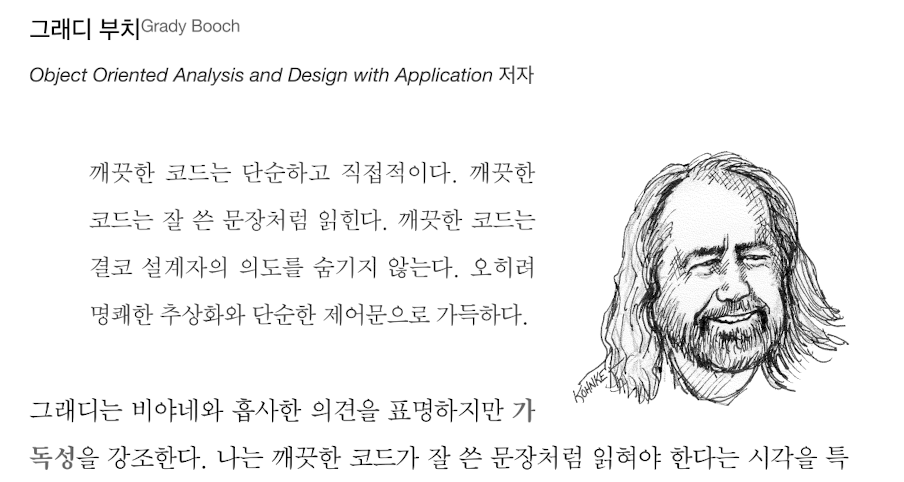 그래디 부치Grady Booch
Object Oriented Analysis and Design with Application 저자
깨끗한 코드는 단순하고 직접적이다. 깨끗한
코드는 잘 쓴 문장처럼 읽힌다. 깨끗한 코드는
결코 설계자의 의도를 숨기지 않는다. 오히려
명쾌한 추상화와 단순한 제어문으로 가득하다.
KOHNKE
그래디는 비야네와 흡사한 의견을 표명하지만 가
독성을 강조한다. 나는 깨끗한 코드가 잘 쓴 문장처럼 읽혀야 한다는 시각을 특